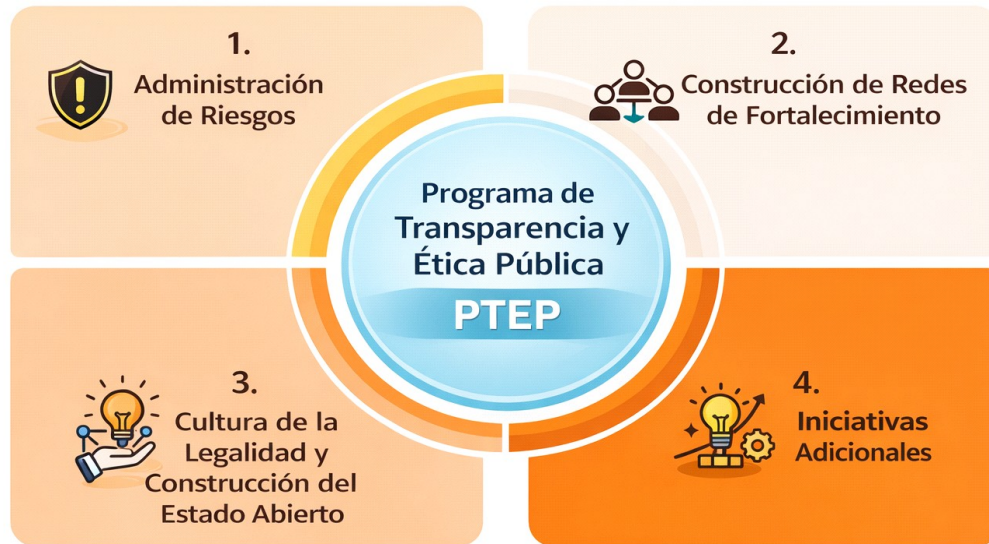 1.
Administración
de Riesgos
2.
Construcción de Redes
de Fortalecimiento
Programa de
Transparencia y
Ética Pública
PTEP
3.
Cultura de la
Legalidad y
Construcción del
Estado Abierto
4.
Iniciativas
Adicionales